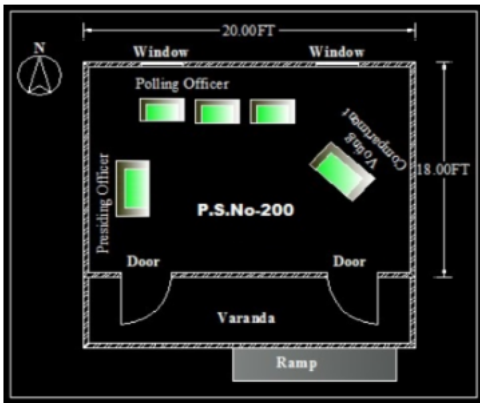 20.00FT
N
Window
Window
Polling Officer
Voting
Compartment
18.00FT
Presiding Officer
P.S.No-200
Door
Door
Varanda
Ramp